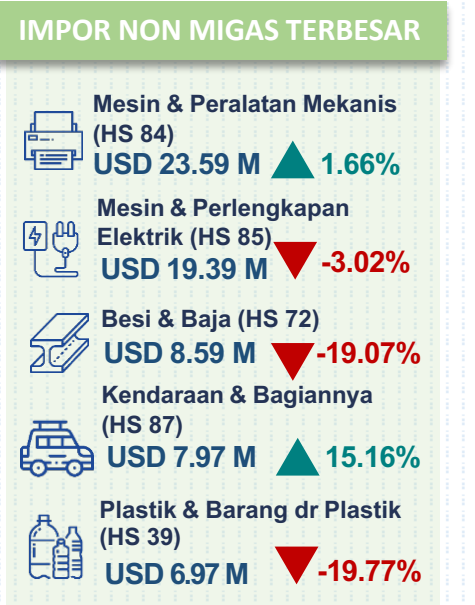 IMPOR NON MIGAS TERBESAR
Mesin & Peralatan Mekanis
(HS 84)
USD 23.59 M 1.66%
Mesin & Perlengkapan
Elektrik (HS 85)
USD 19.39 M -3.02%
Besi & Baja (HS 72)
USD 8.59 M -19.07%
Kendaraan & Bagiannya
(HS 87)
USD 7.97 M 15.16%
Plastik & Barang dr Plastik
(HS 39)
USD 6.97 M -19.77%